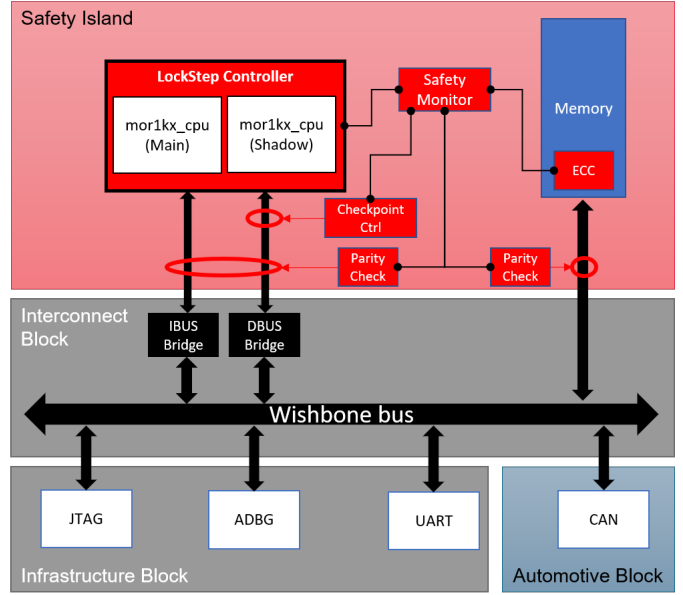 Safety Island
LockStep Controller
mor1kx_cpu
(Main)
mor1kx_cpu
(Shadow)
Safety
Monitor
Memory
ECC
Checkpoint
Ctrl
Parity
Check
Parity
Check
Interconnect
Block
IBUS
Bridge
DBUS
Bridge
Wishbone bus
JTAG
ADBG
UART
CAN
Infrastructure Block
Automotive Block